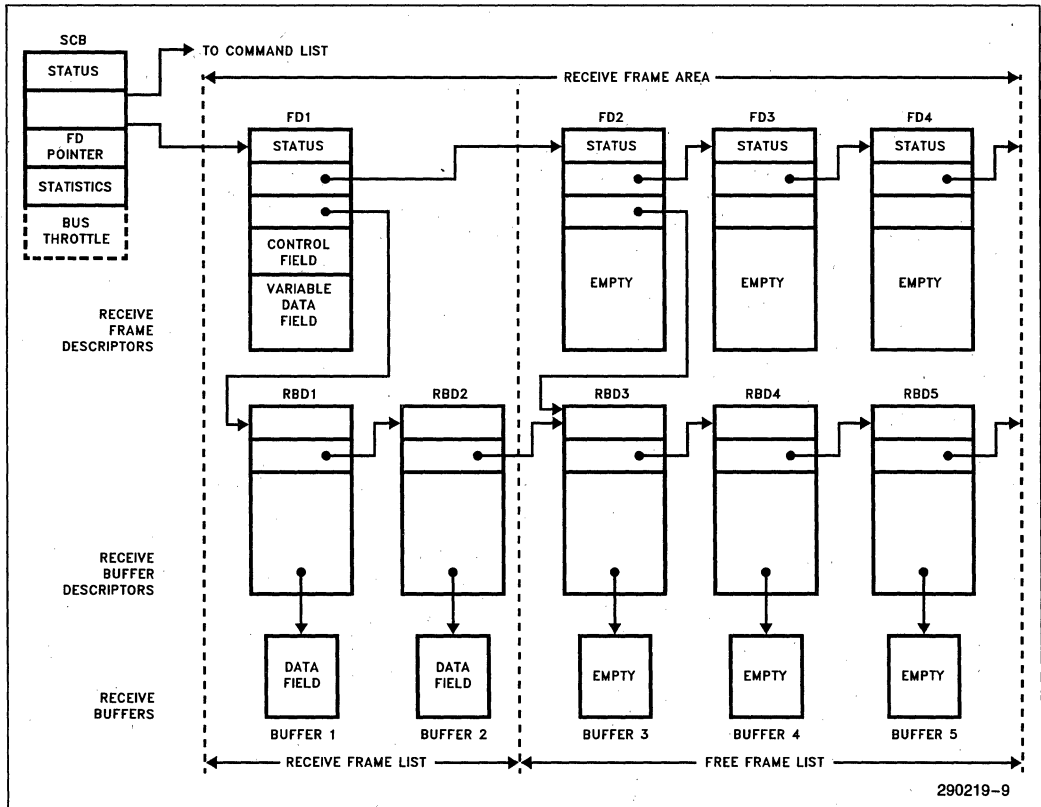 SCB
STATUS
FD
POINTER
STATISTICS
BUS
THROTTLE
TO COMMAND LIST
RECEIVE FRAME AREA
FD1
STATUS
CONTROL
FIELD
VARIABLE
DATA
FIELD
FD2
STATUS
EMPTY
FD3
STATUS
EMPTY
FD4
STATUS
EMPTY
RECEIVE
FRAME
DESCRIPTORS
RBD1
RBD2
RBD3
RBD4
RBD5
RECEIVE
BUFFER
DESCRIPTORS
DATA
FIELD
DATA
FIELD
EMPTY
EMPTY
EMPTY
RECEIVE
BUFFERS
BUFFER 1
BUFFER 2
BUFFER 3
BUFFER 4
BUFFER 5
RECEIVE FRAME LIST
FREE FRAME LIST
290219-9